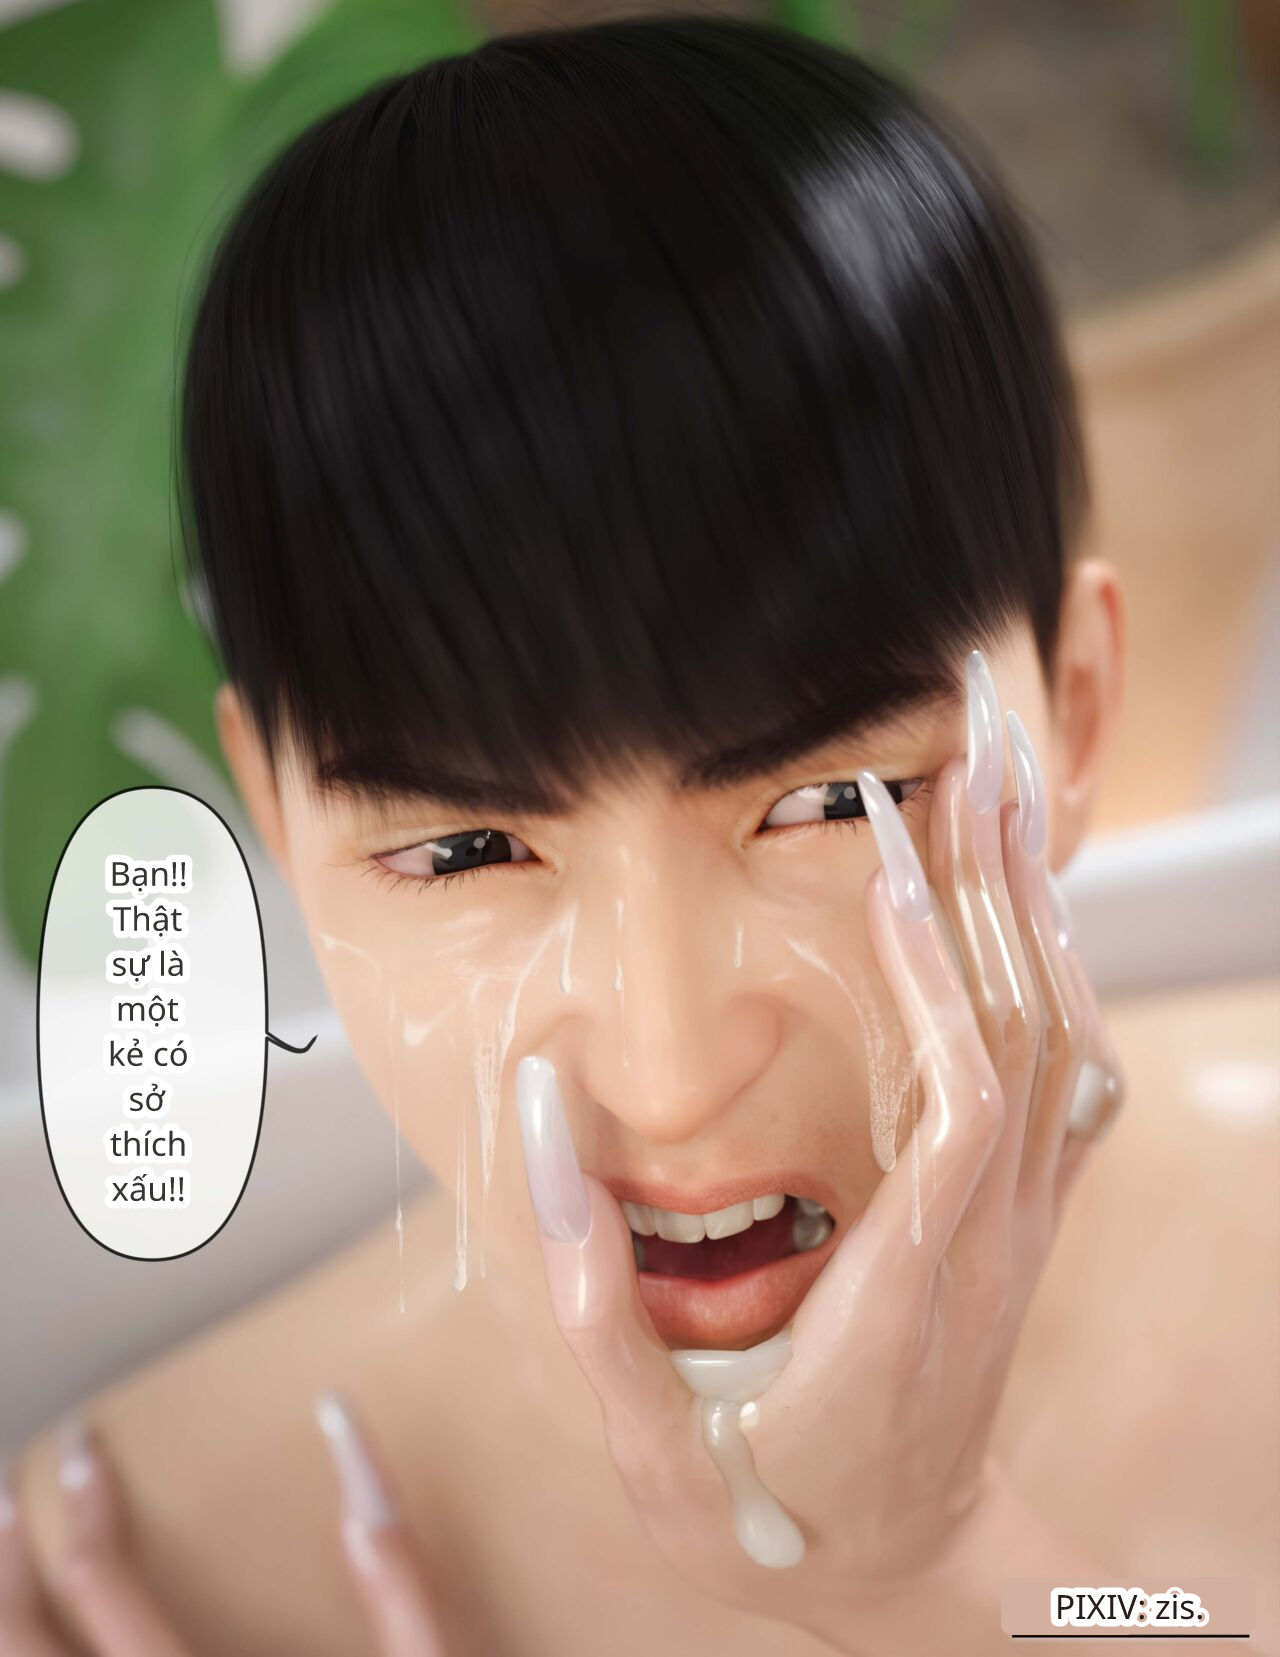 Bạn!!
Thật
sự là
một
kẻ có
sở
thích
xấu!!
PIXIV: zis.